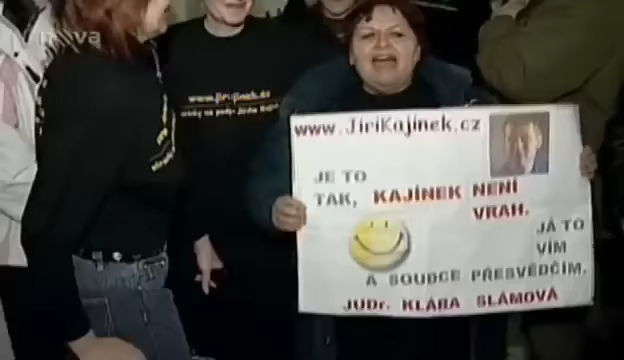 nova
www.jirikajinek.cz
www.JiriKajinek.cz
JE TO
TAK, KAJÍNEK NENÍ
VRAH.
JÁ TO
VÍM
A SOUDCE PŘESVĚDČÍM.
JUDr. KLÁRA SLÁMOVÁ